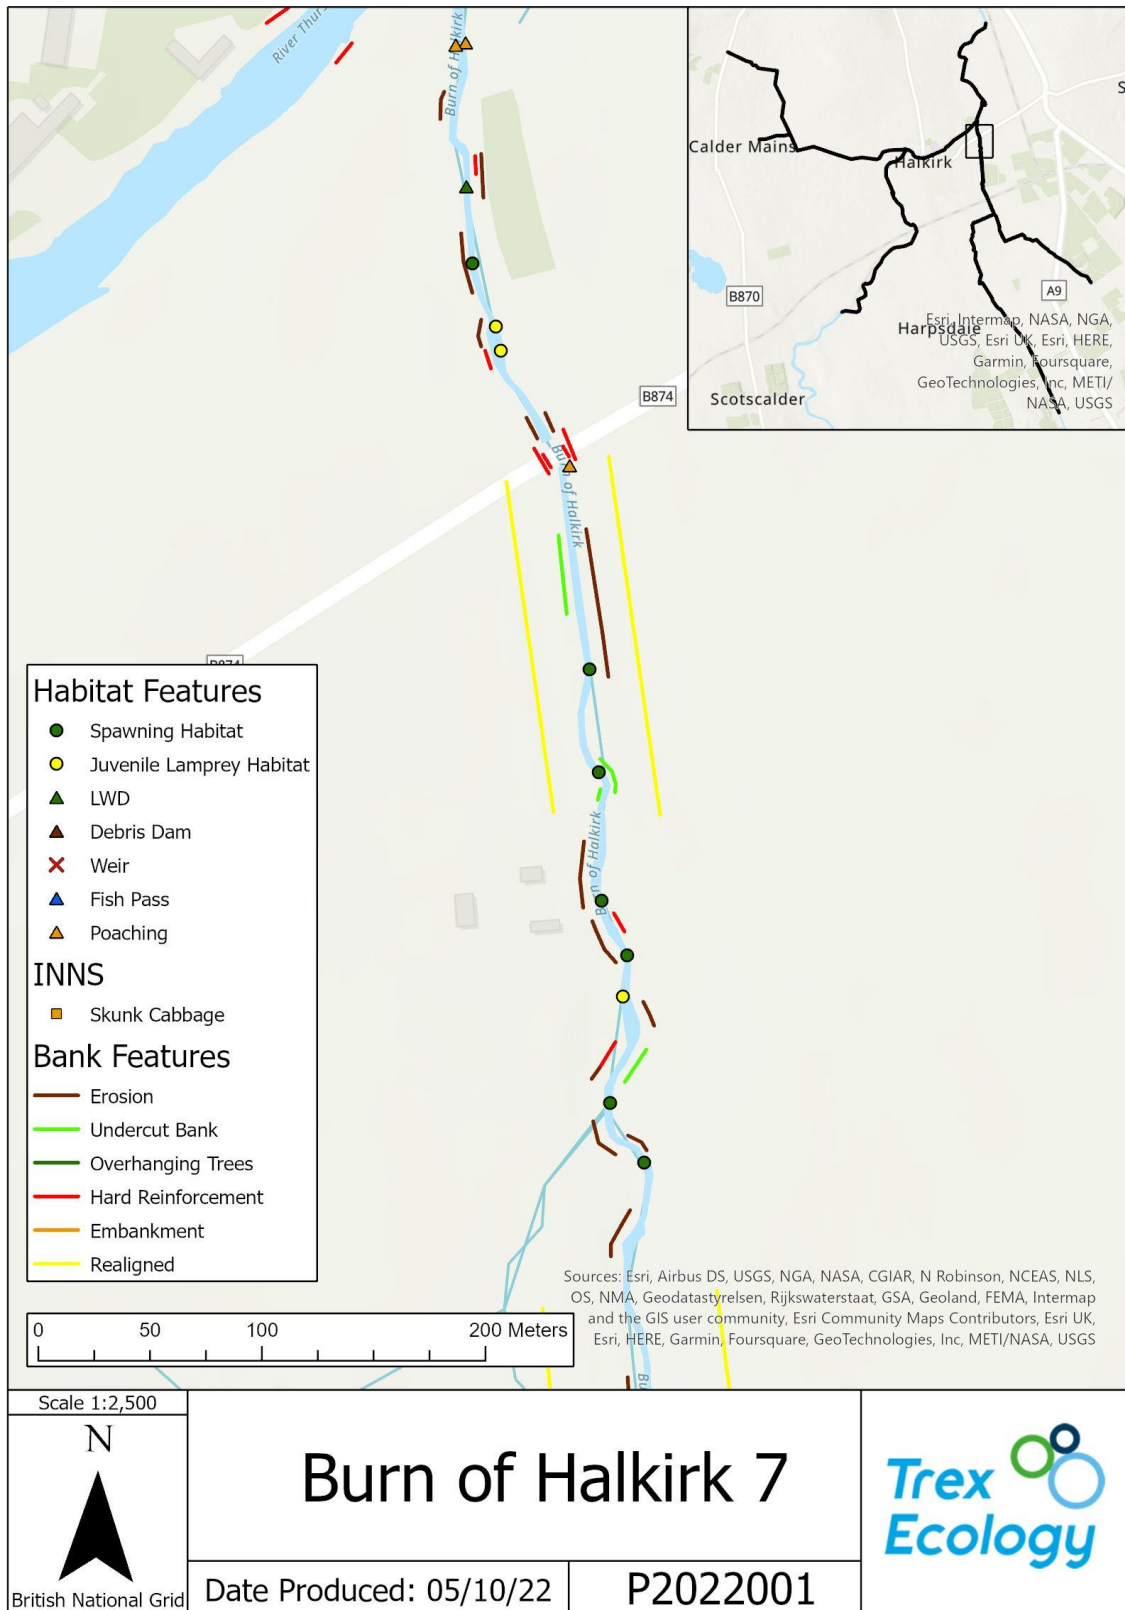 River Thurs
Burn of Halkirk
Calder Mains
Halkirk
S
B870
A9
Harpsdale
Scotscalder
Esri, Intermap, NASA, NGA,
USGS, Esri UK, Esri, HERE,
Garmin, Foursquare,
GeoTechnologies, Inc, METI/
NASA, USGS
B874
Burn of Halkirk
B874
Burn of Halkirk
Habitat Features
Spawning Habitat
Juvenile Lamprey Habitat
LWD
Debris Dam
Weir
Fish Pass
Poaching
INNS
Skunk Cabbage
Bank Features
Erosion
Undercut Bank
Overhanging Trees
Hard Reinforcement
Embankment
Realigned
Sources: Esri, Airbus DS, USGS, NGA, NASA, CGIAR, N Robinson, NCEAS, NLS,
OS, NMA, Geodatastyrelsen, Rijkswaterstaat, GSA, Geoland, FEMA, Intermap
and the GIS user community, Esri Community Maps Contributors, Esri UK,
Esri, HERE, Garmin, Foursquare, GeoTechnologies, Inc, METI/NASA, USGS
0 50 100 200 Meters
Bu
Scale 1:2,500
N
British National Grid
Burn of Halkirk 7
Date Produced: 05/10/22
P2022001
Trex
Ecology